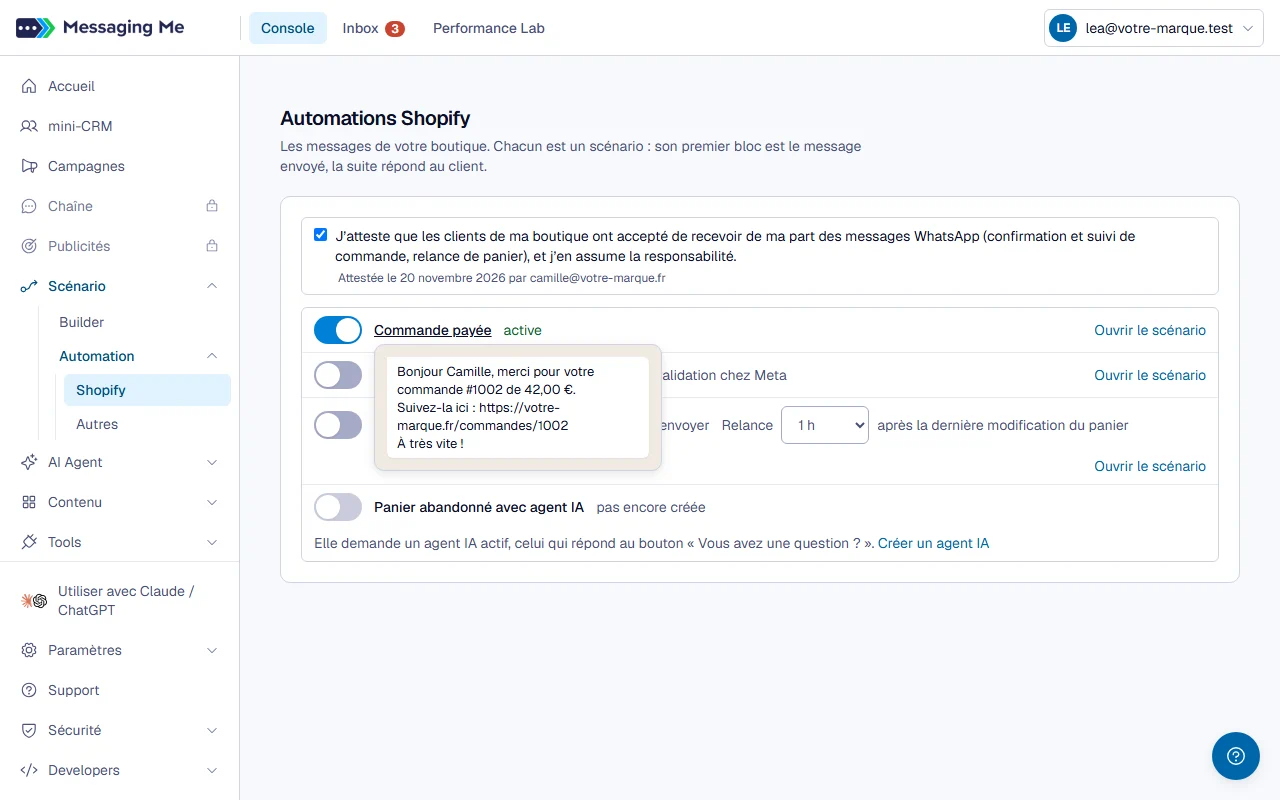 Messaging Me
Console
Inbox 3
Performance Lab
LE lea@votre-marque.test
Accueil
mini-CRM
Campagnes
Chaîne
Publicités
Scénario
Builder
Automation
Shopify
Autres
AI Agent
Contenu
Tools
Utiliser avec Claude /
ChatGPT
Paramètres
Support
Sécurité
Developers
Automations Shopify
Les messages de votre boutique. Chacun est un scénario : son premier bloc est le message
envoyé, la suite répond au client.
J’atteste que les clients de ma boutique ont accepté de recevoir de ma part des messages WhatsApp (confirmation et suivi de
commande, relance de panier), et j’en assume la responsabilité.
Attestée le 20 novembre 2026 par camille@votre-marque.fr
Commande payée active Ouvrir le scénario
Bonjour Camille, merci pour votre
commande #1002 de 42,00 €.
Suivez-la ici : https://votre-
marque.fr/commandes/1002
À très vite !
chez Meta Ouvrir le scénario
Relance 1 h après la dernière modification du panier
Ouvrir le scénario
Panier abandonné avec agent IA pas encore créée
Elle demande un agent IA actif, celui qui répond au bouton « Vous avez une question ? ». Créer un agent IA